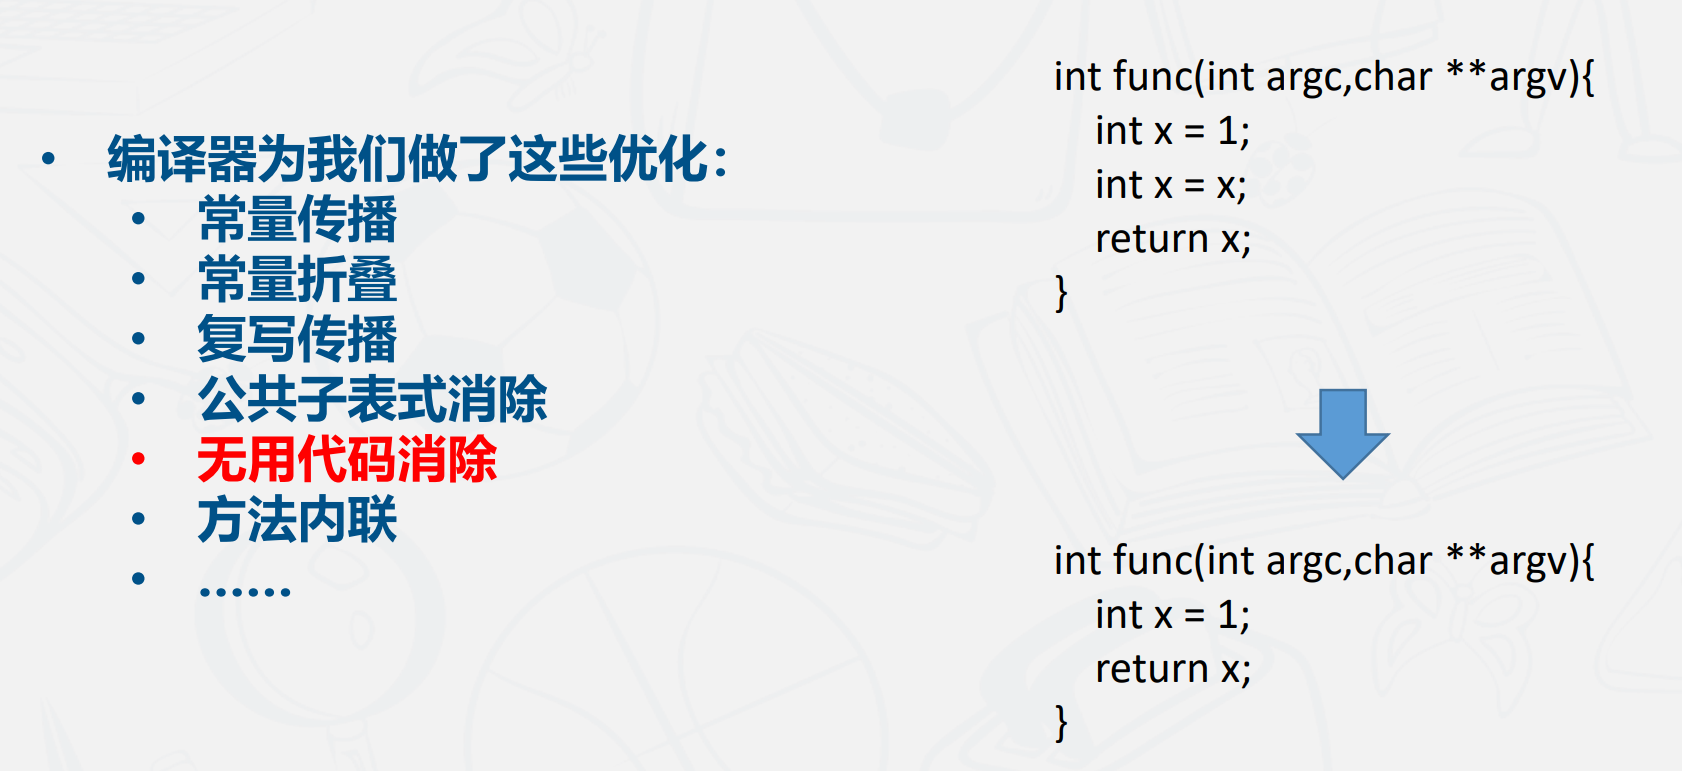 • 编译器为我们做了这些优化：
• 常量传播
• 常量折叠
• 复写传播
• 公共子表式消除
• 无用代码消除
• 方法内联
• ......
int func(int argc,char **argv){
int x = 1;
int x = x;
return x;
}
int func(int argc,char **argv){
int x = 1;
return x;
}